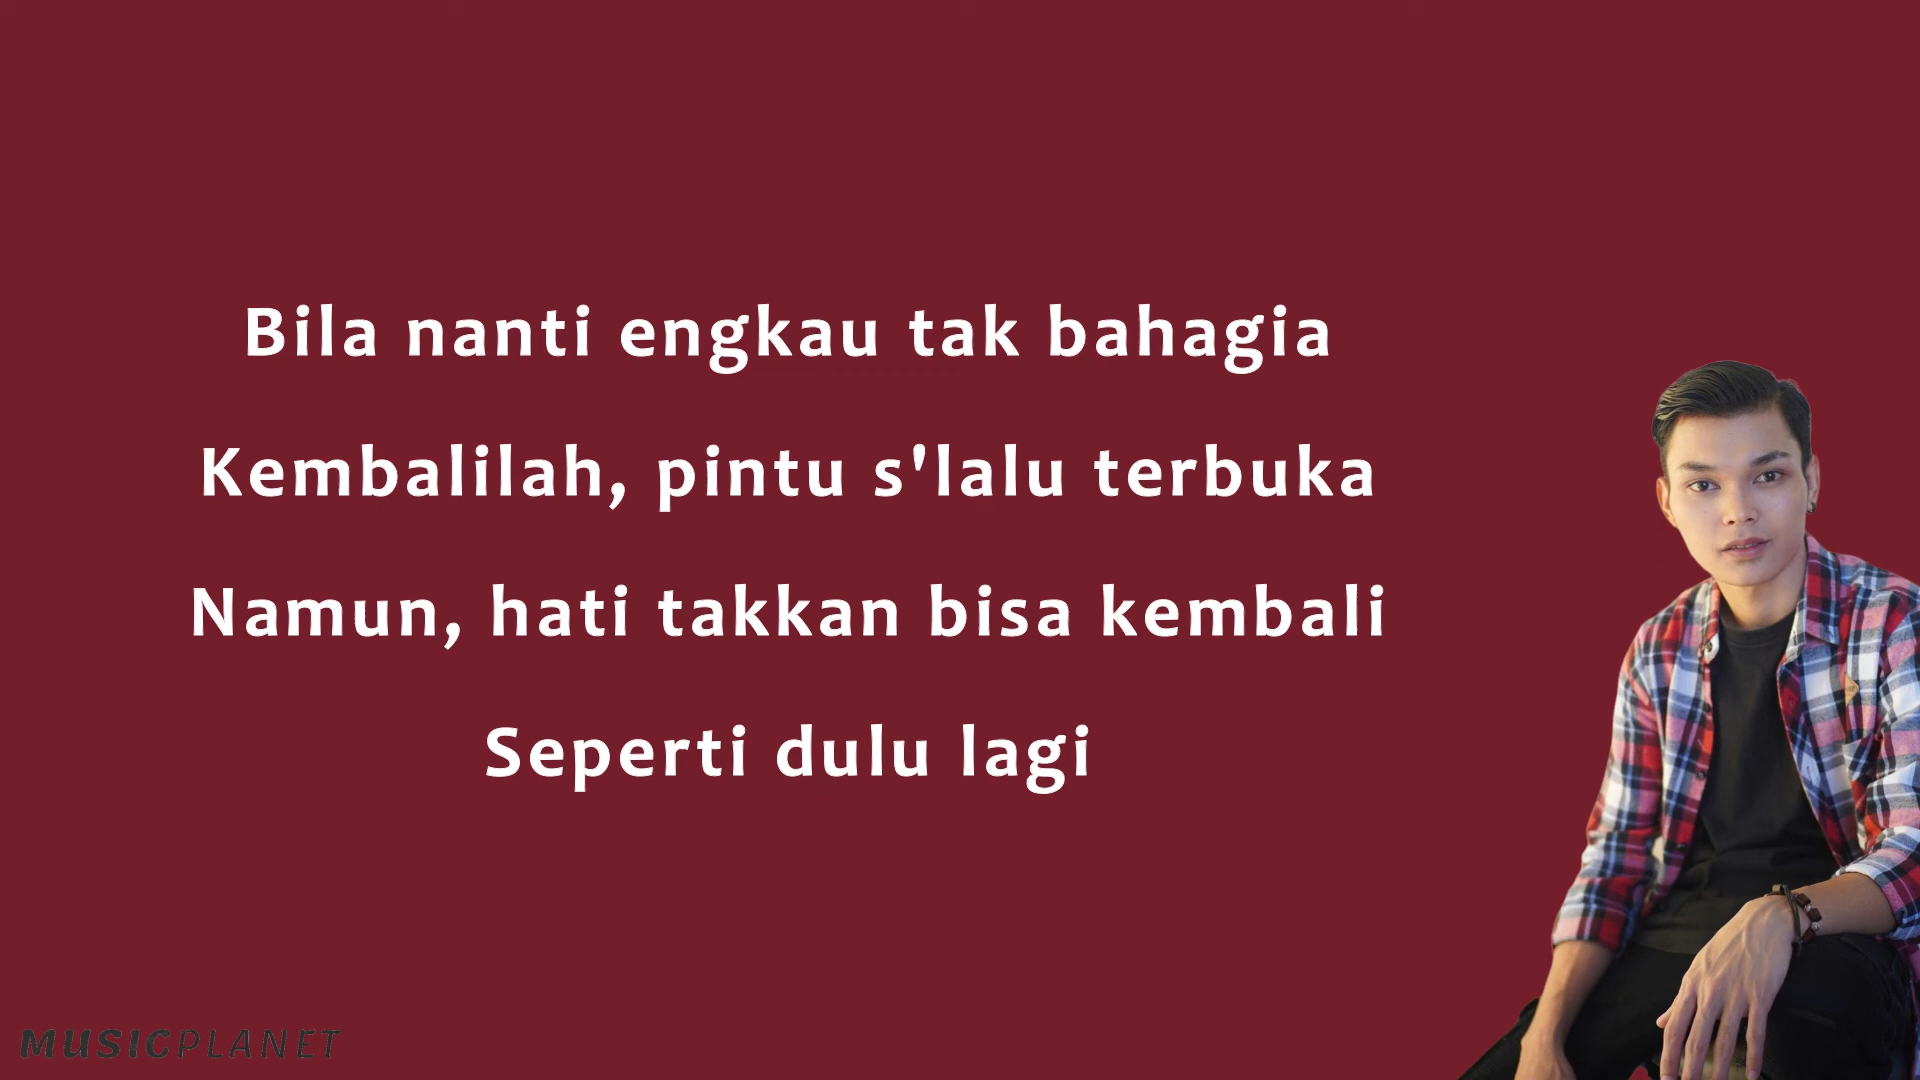 Bila nanti engkau tak bahagia
Kembalilah, pintu s'lalu terbuka
Namun, hati takkan bisa kembali
Seperti dulu lagi
MUSICPLANET